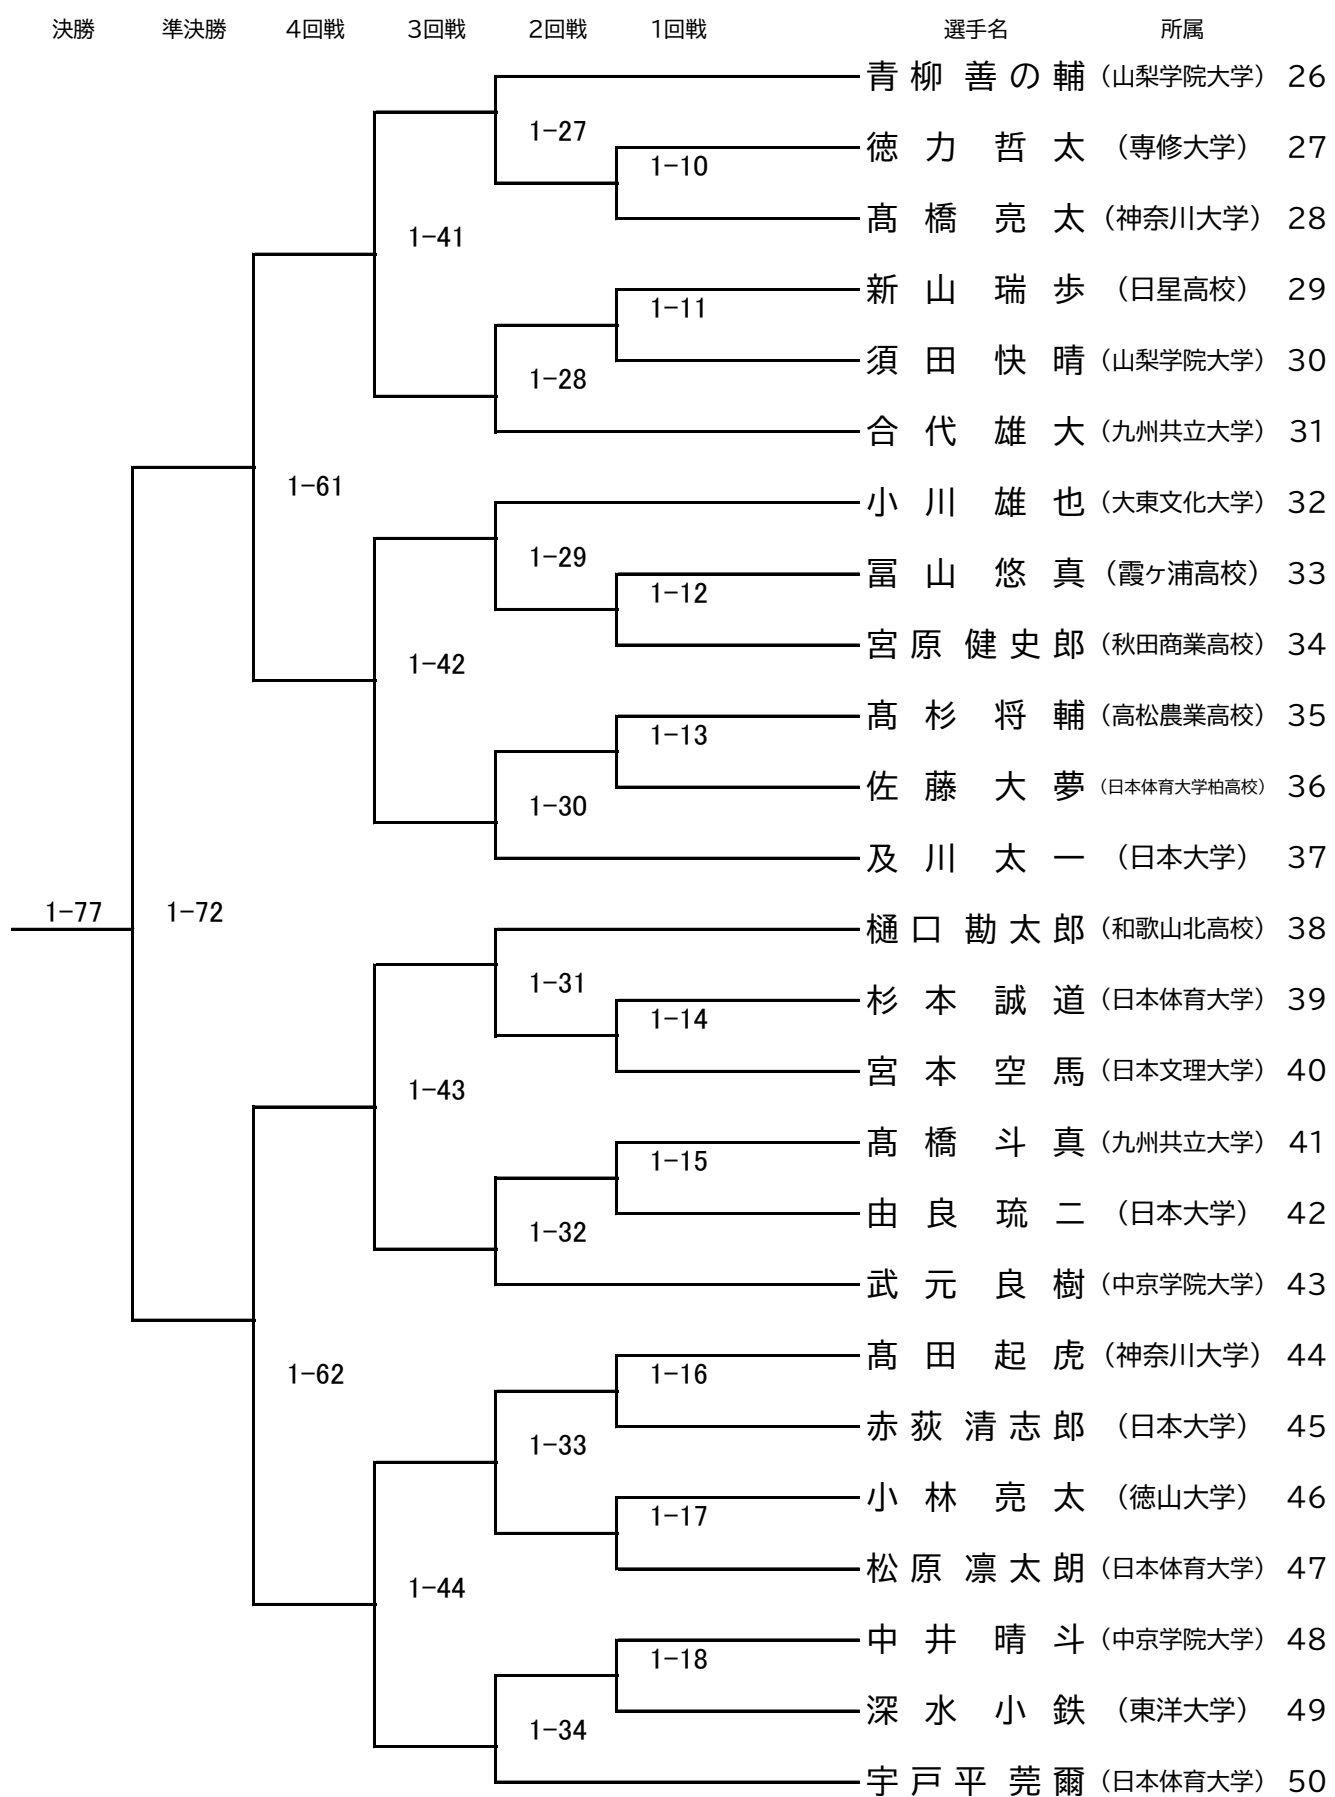 決勝 準決勝 4回戦 3回戦 2回戦 1回戦 選手名 所属
青柳 善の輔 (山梨学院大学) 26
1-27
徳力 哲太 (専修大学) 27
1-10
髙橋 亮太 (神奈川大学) 28
1-41
新山 瑞歩 (日星高校) 29
1-11
須田 快晴 (山梨学院大学) 30
1-28
合代 雄大 (九州共立大学) 31
1-61
小川 雄也 (大東文化大学) 32
1-29
冨山 悠真 (霞ヶ浦高校) 33
1-12
宮原 健史郎 (秋田商業高校) 34
1-42
髙杉 将輔 (高松農業高校) 35
1-13
佐藤 大夢 (日本体育大学柏高校) 36
1-30
及川 太一 (日本大学) 37
1-77 1-72
樋口 勘太郎 (和歌山北高校) 38
1-31
杉本 誠道 (日本体育大学) 39
1-14
宮本 空馬 (日本文理大学) 40
1-43
髙橋 斗真 (九州共立大学) 41
1-15
由良 琉二 (日本大学) 42
1-32
武元 良樹 (中京学院大学) 43
髙田 起虎 (神奈川大学) 44
1-62 1-16
赤荻 清志郎 (日本大学) 45
1-33
小林 亮太 (徳山大学) 46
1-17
松原 凛太朗 (日本体育大学) 47
1-44
中井 晴斗 (中京学院大学) 48
1-18
深水 小鉄 (東洋大学) 49
1-34
宇戸平 莞爾 (日本体育大学) 50